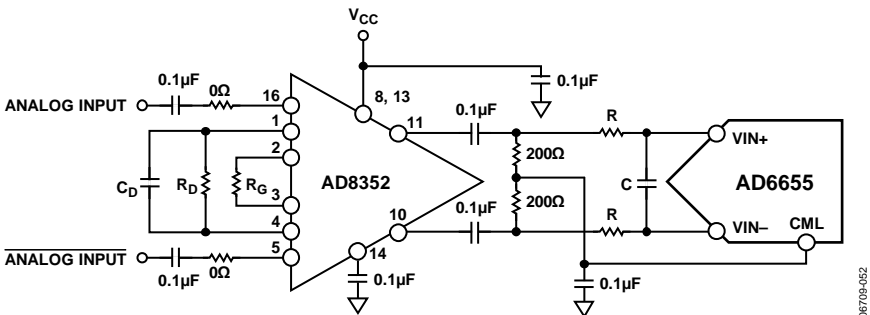 VCC
0.1µF
0Ω
ANALOG INPUT
16
8, 13
0.1µF
1
2
11
0.1µF
R
VIN+
CD
RD
RG
AD8352
200Ω
200Ω
C
AD6655
3
4
10
0.1µF
R
VIN–
CML
ANALOG INPUT
0.1µF
0Ω
5
14
0.1µF
0.1µF
06709-052